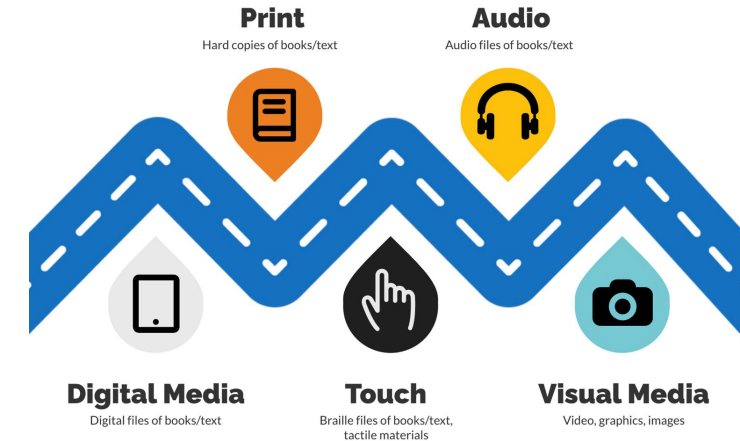 Print
Hard copies of books/text
Audio
Audio files of books/text
Digital Media
Digital files of books/text
Touch
Braille files of books/text,
tactile materials
Visual Media
Video, graphics, images